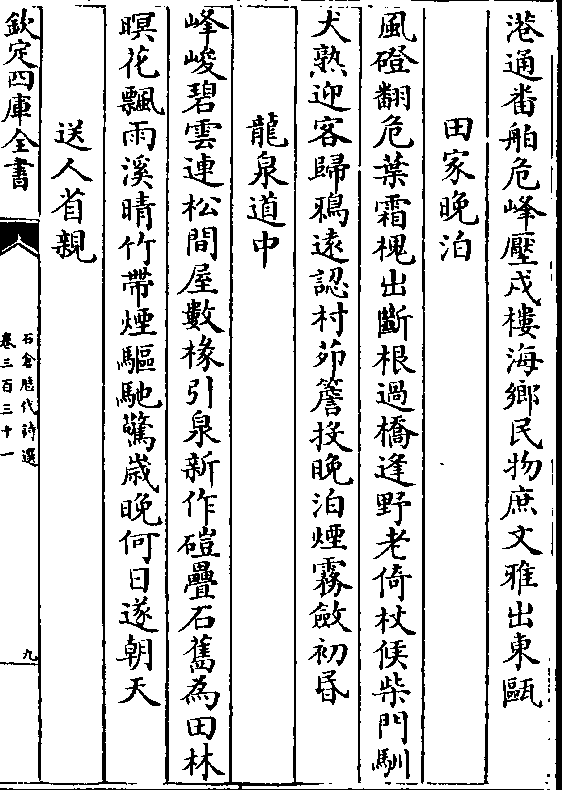 港通畨舶危峰壓戍樓海鄉民物庶文雅出東甌
田家晚泊
風磴翻危葉霜槐出斷根過橋逢野老倚杖候柴門馴
犬熟迎客歸鴉遠認村茆簷投晚泊煙霧斂初昏
龍泉道中
峰峻碧雲連松間屋數椽引泉新作磑疊石舊為田林
暝花飄雨溪晴竹帶煙驅馳驚歲晚何日遂朝天
送人省親
欽定四庫全書
石倉歷代詩選
卷三百三十一
九